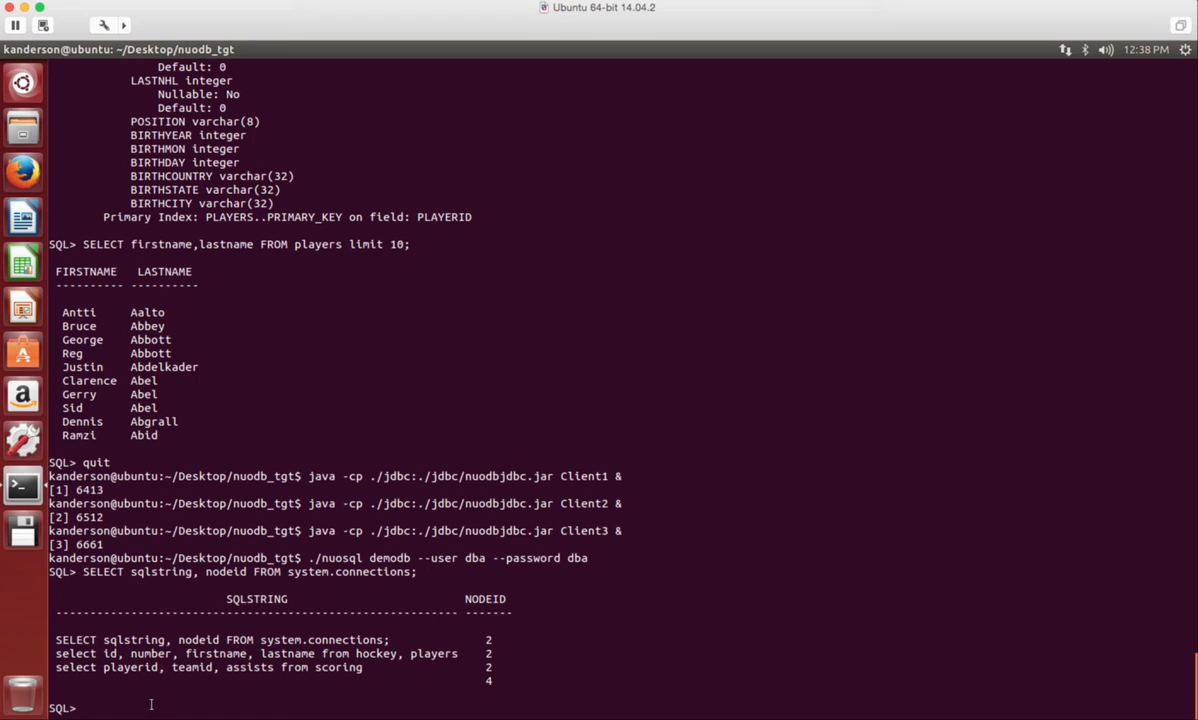 Ubuntu 64-bit 14.04.2
kanderson@ubuntu: ~/Desktop/nuodb_tgt
12:38 PM
Default: 0
LASTNHL integer
Nullable: No
Default: 0
POSITION varchar(8)
BIRTHYEAR integer
BIRTHMON integer
BIRTHDAY integer
BIRTHCOUNTRY varchar(32)
BIRTHSTATE varchar(32)
BIRTHCITY varchar(32)
Primary Index: PLAYERS..PRIMARY_KEY on field: PLAYERID
SQL> SELECT firstname,lastname FROM players limit 10;
FIRSTNAME LASTNAME
---------- ----------
Antti Aalto
Bruce Abbey
George Abbott
Reg Abbott
Justin Abdelkader
Clarence Abel
Gerry Abel
Sid Abel
Dennis Abgrall
Ramzi Abid
SQL> quit
kanderson@ubuntu:~/Desktop/nuodb_tgt$ java -cp ./jdbc:./jdbc/nuodbjdbc.jar Client1 &
[1] 6413
kanderson@ubuntu:~/Desktop/nuodb_tgt$ java -cp ./jdbc:./jdbc/nuodbjdbc.jar Client2 &
[2] 6512
kanderson@ubuntu:~/Desktop/nuodb_tgt$ java -cp ./jdbc:./jdbc/nuodbjdbc.jar Client3 &
[3] 6661
kanderson@ubuntu:~/Desktop/nuodb_tgt$ ./nuosql demodb --user dba --password dba
SQL> SELECT sqlstring, nodeid FROM system.connections;
SQLSTRING NODEID
----------------------------------------------------------- -------
SELECT sqlstring, nodeid FROM system.connections; 2
select id, number, firstname, lastname from hockey, players 2
select playerid, teamid, assists from scoring 2
4
SQL>